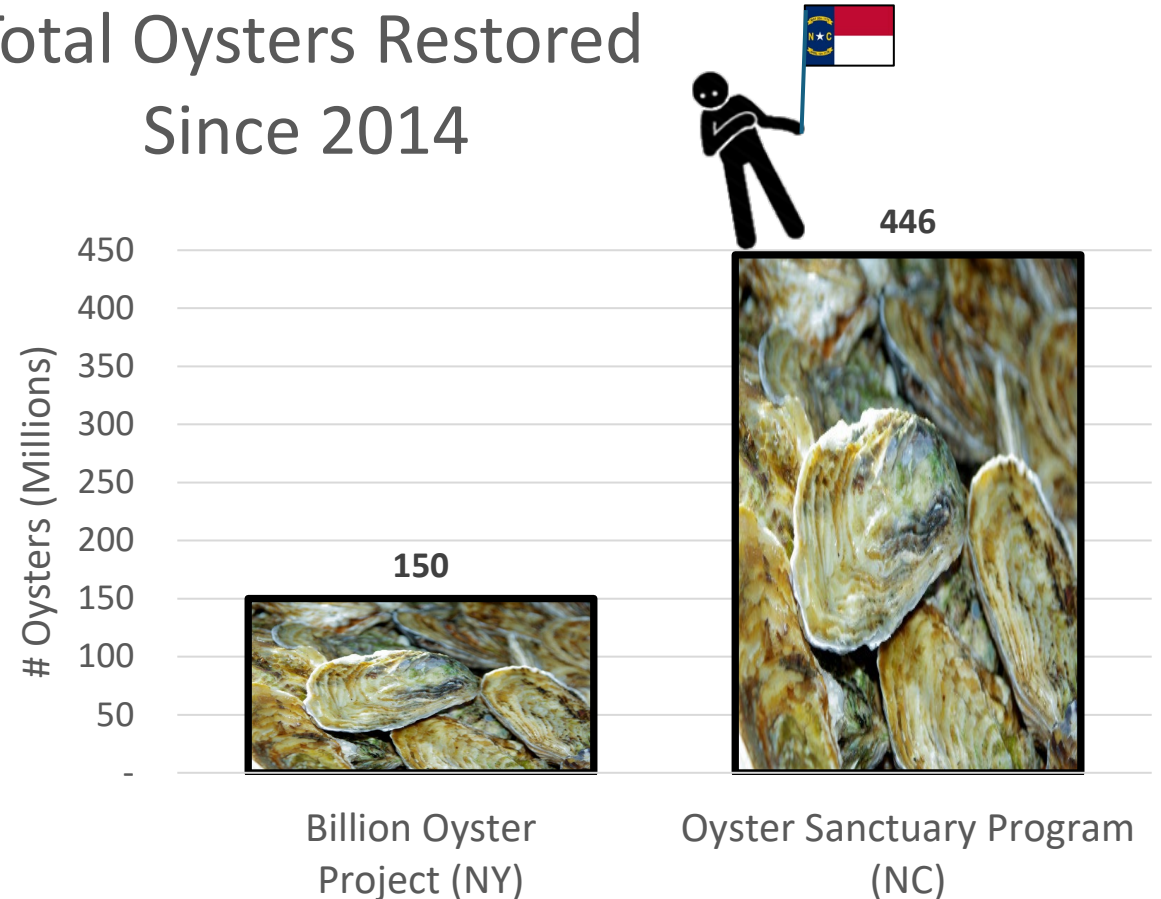 otal Oysters Restored
Since 2014
N★C
446
450
400
350
300
250
200
150
100
50
-
# Oysters (Millions)
150
Billion Oyster
Project (NY)
Oyster Sanctuary Program
(NC)